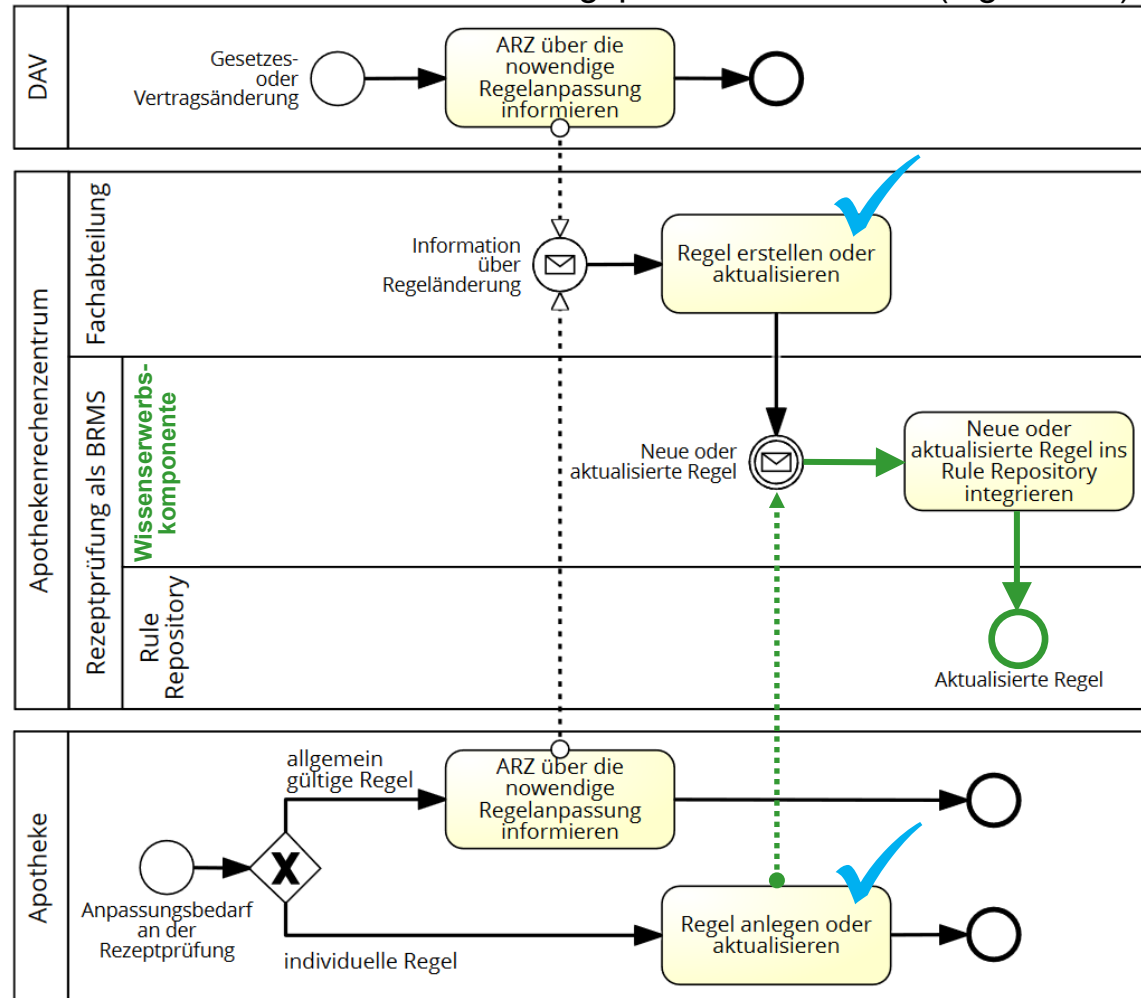 DAV
Gesetzes-
oder
Vertragsänderung
ARZ über die
nowendige
Regelanpassung
informieren
Apothekenrechenzentrum
Fachabteilung
Information
über
Regeländerung
Regel erstellen oder
aktualisieren
Rezeptprüfung als BRMS
Wissenserwerbs-
komponente
Neue oder
aktualisierte Regel
Neue oder
aktualisierte Regel ins
Rule Repository
integrieren
Rule
Repository
Aktualisierte Regel
Apotheke
Anpassungsbedarf
an der
Rezeptprüfung
X
allgemein
gültige Regel
ARZ über die
nowendige
Regelanpassung
informieren
individuelle Regel
Regel anlegen oder
aktualisieren